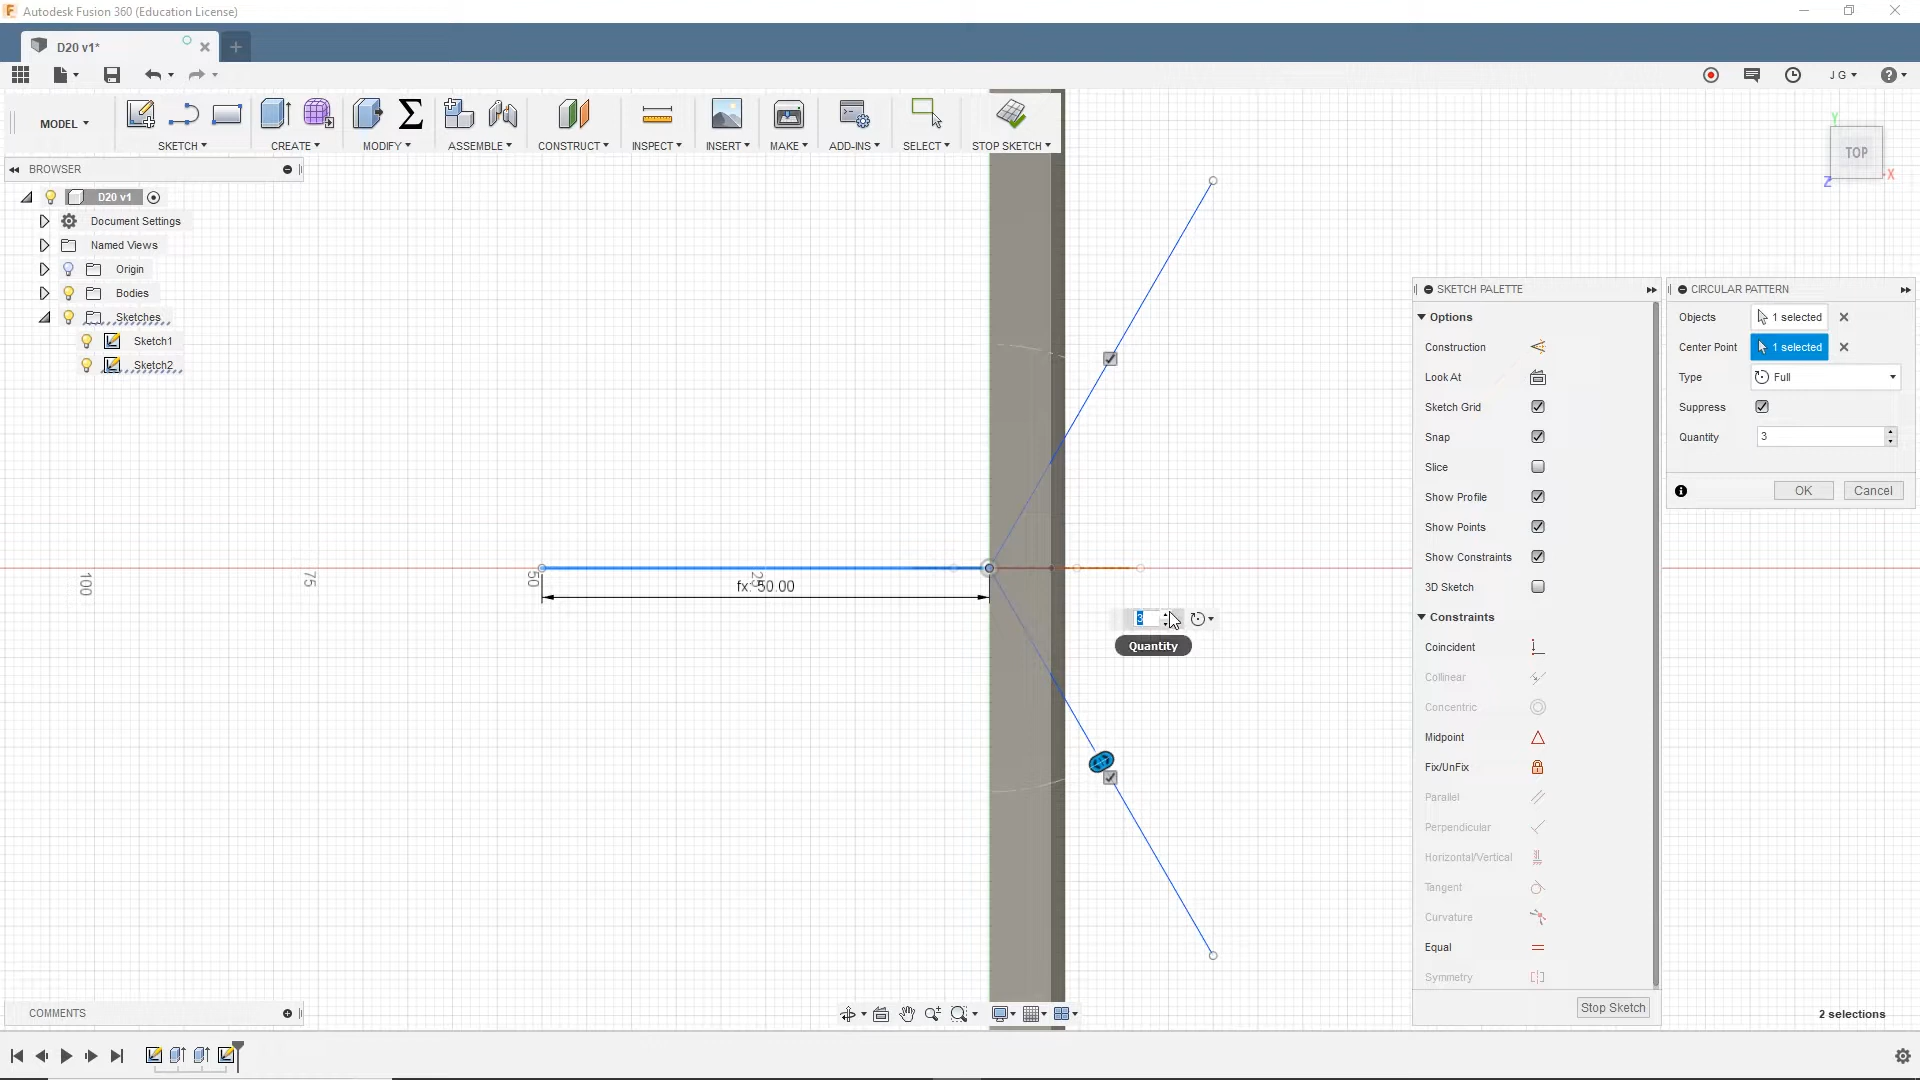 Autodesk Fusion 360 (Education License)
D20 v1*
J G
MODEL
SKETCH
CREATE
MODIFY
ASSEMBLE
CONSTRUCT
INSPECT
INSERT
MAKE
ADD-INS
SELECT
STOP SKETCH
BROWSER
D20 v1
Document Settings
Named Views
Origin
Bodies
Sketches
Sketch1
Sketch2
Y
TOP
X
Z
SKETCH PALETTE
Options
Construction
Look At
Sketch Grid
Snap
Slice
Show Profile
Show Points
Show Constraints
3D Sketch
Constraints
Coincident
Collinear
Concentric
Midpoint
Fix/UnFix
Parallel
Perpendicular
Horizontal/Vertical
Tangent
Curvature
Equal
Symmetry
Stop Sketch
CIRCULAR PATTERN
Objects 1 selected
Center Point 1 selected
Type Full
Suppress
Quantity 3
OK Cancel
100
75
50
25
fx: 50.00
3
Quantity
COMMENTS
2 selections